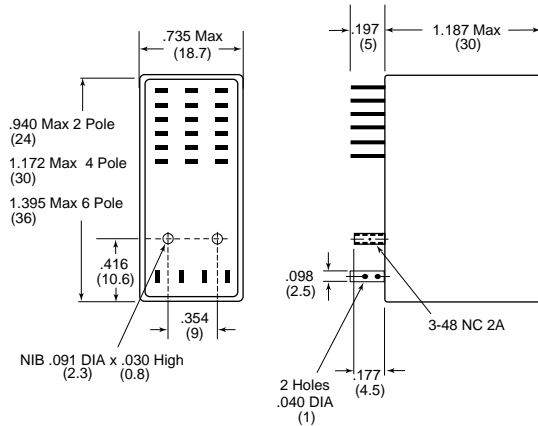 .735 Max
(18.7)
.197
(5)
1.187 Max
(30)
.940 Max 2 Pole
(24)
1.172 Max 4 Pole
(30)
1.395 Max 6 Pole
(36)
.416
(10.6)
.354
(9)
NIB .091 DIA x .030 High
(2.3) (0.8)
.098
(2.5)
3-48 NC 2A
.177
(4.5)
2 Holes
.040 DIA
(1)